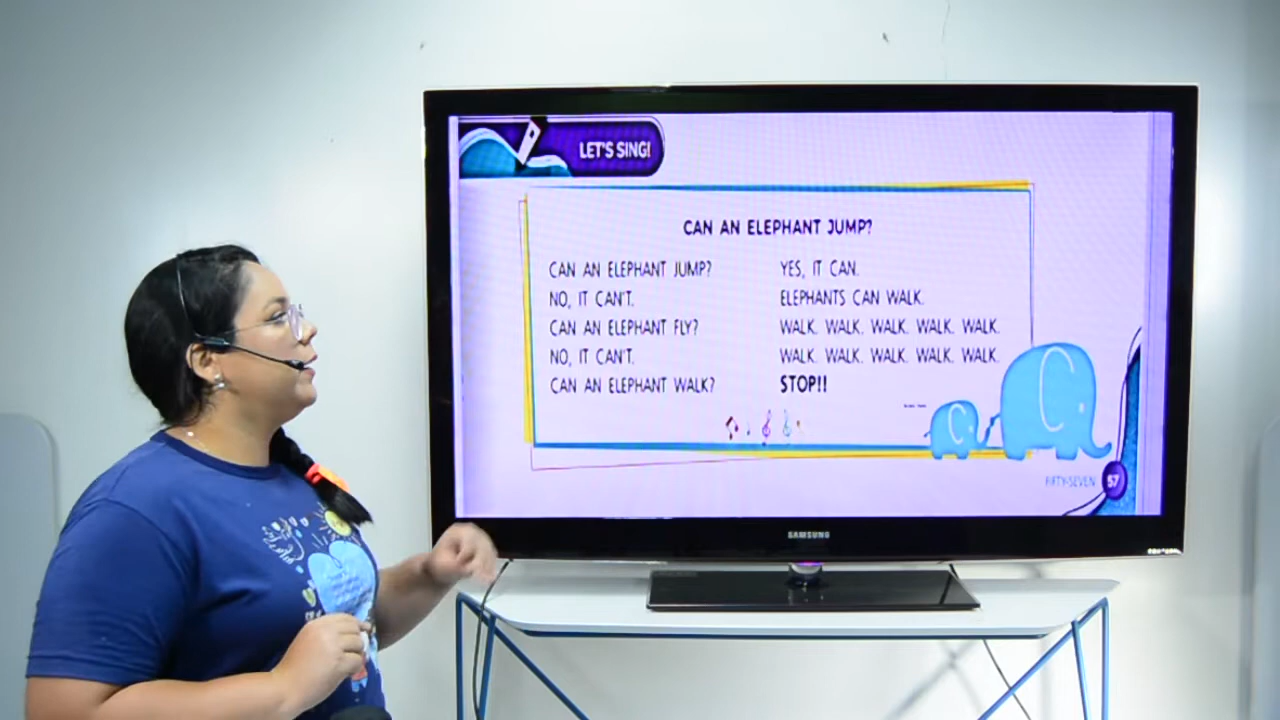 LET'S SING!
CAN AN ELEPHANT JUMP?
CAN AN ELEPHANT JUMP?
NO, IT CAN'T.
CAN AN ELEPHANT FLY?
NO, IT CAN'T.
CAN AN ELEPHANT WALK?
YES, IT CAN.
ELEPHANTS CAN WALK.
WALK. WALK. WALK. WALK. WALK.
WALK. WALK. WALK. WALK. WALK.
STOP!!
FIFTY-SEVEN 57
SAMSUNG